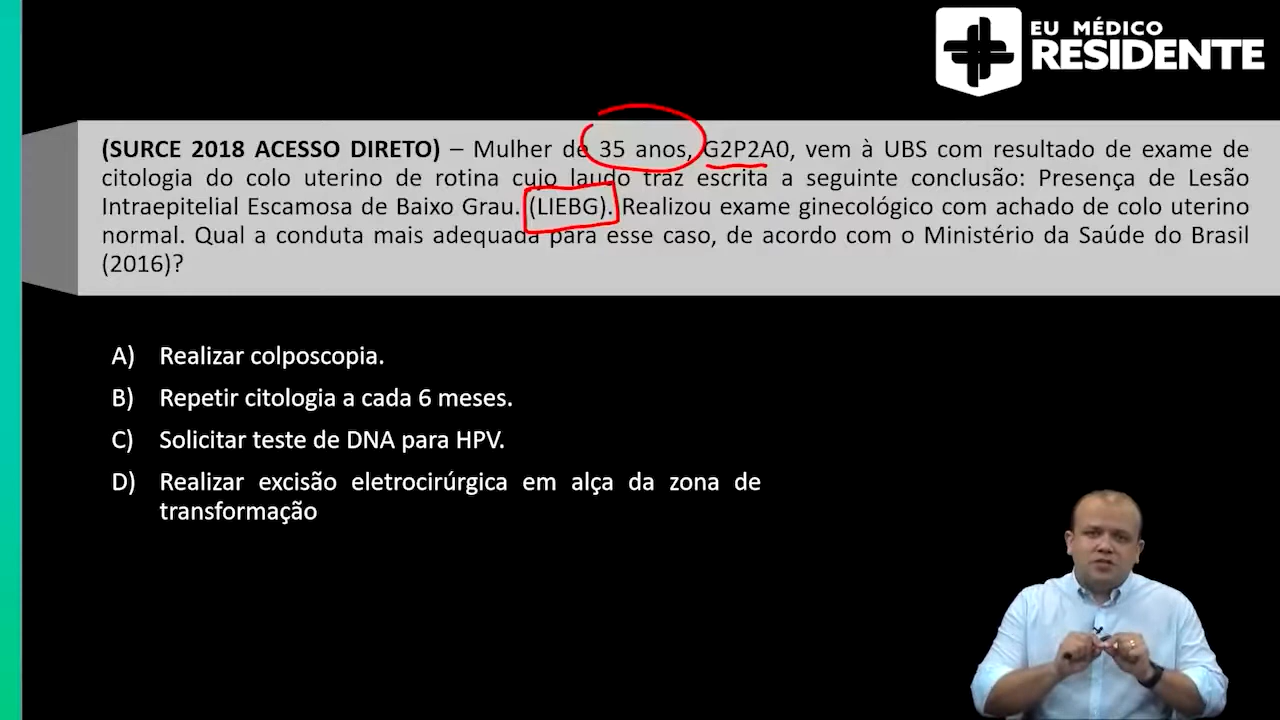 EU MÉDICO
RESIDENTE
(SURCE 2018 ACESSO DIRETO) – Mulher de 35 anos, G2P2A0, vem à UBS com resultado de exame de
citologia do colo uterino de rotina cujo laudo traz escrita a seguinte conclusão: Presença de Lesão
Intraepitelial Escamosa de Baixo Grau. (LIEBG). Realizou exame ginecológico com achado de colo uterino
normal. Qual a conduta mais adequada para esse caso, de acordo com o Ministério da Saúde do Brasil
(2016)?
A) Realizar colposcopia.
B) Repetir citologia a cada 6 meses.
C) Solicitar teste de DNA para HPV.
D) Realizar excisão eletrocirúrgica em alça da zona de
transformação